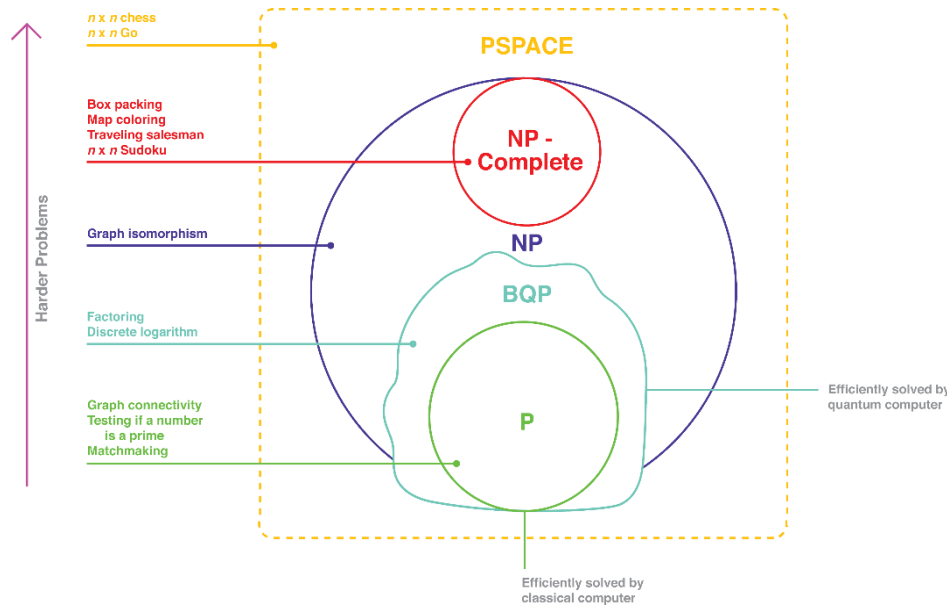 n x n chess
n x n Go
PSPACE
Box packing
Map coloring
Traveling salesman
n x n Sudoku
NP -
Complete
Harder Problems
Graph isomorphism
NP
BQP
Factoring
Discrete logarithm
Efficiently solved by
quantum computer
Graph connectivity
Testing if a number
is a prime
Matchmaking
P
Efficiently solved by
classical computer